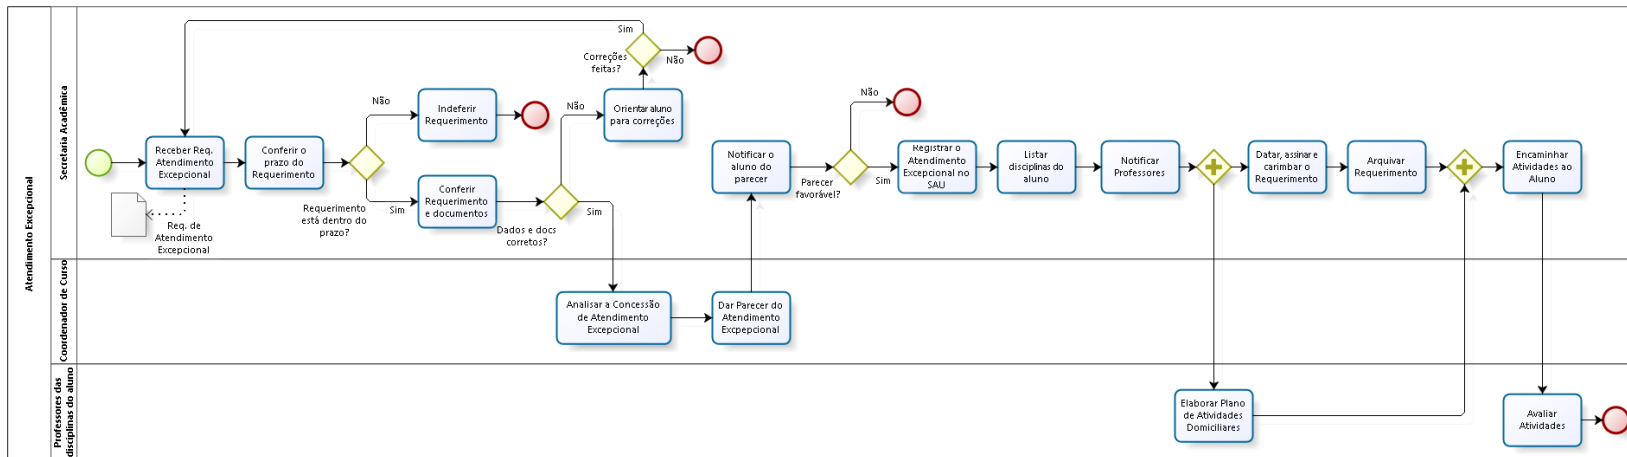 Atendimento Excepcional
Secretaria Acadêmica
Receber Req.
Atendimento
Excepcional
Req. de
Atendimento
Excepcional
Conferir o
prazo do
Requerimento
Requerimento
está dentro do
prazo?
Não
Sim
Indeferir
Requerimento
Conferir
Requerimento
e documentos
Dados e docs
corretos?
Não
Sim
Orientar aluno
para correções
Correções
feitas?
Sim
Não
Notificar o
aluno do
parecer
Parecer
favorável?
Não
Sim
Registrar o
Atendimento
Excepcional no
SAU
Listar
disciplinas do
aluno
Notificar
Professores
Datar, assinar e
carimbar o
Requerimento
Arquivar
Requerimento
Encaminhar
Atividades ao
Aluno
Coordenador de Curso
Analisar a Concessão
de Atendimento
Excepcional
Dar Parecer do
Atendimento
Excpepcional
Professores das
disciplinas do aluno
Elaborar Plano
de Atividades
Domiciliares
Avaliar
Atividades